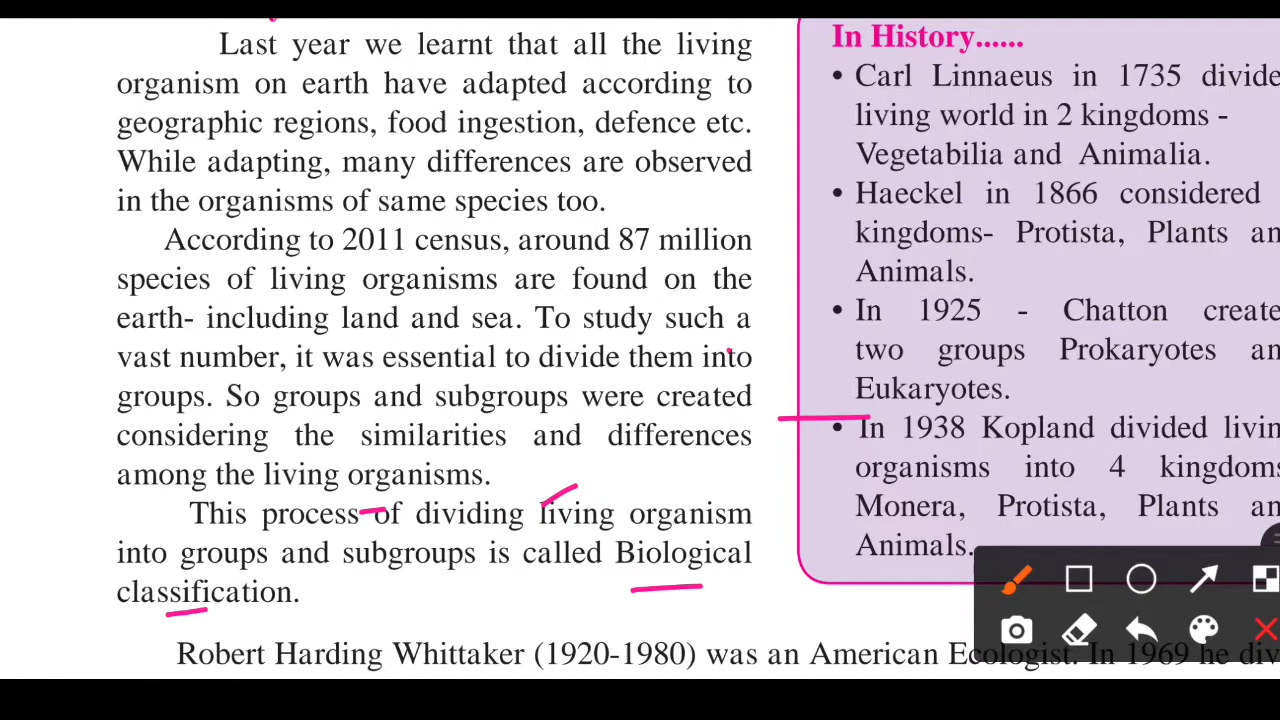 Last year we learnt that all the living
organism on earth have adapted according to
geographic regions, food ingestion, defence etc.
While adapting, many differences are observed
in the organisms of same species too.
According to 2011 census, around 87 million
species of living organisms are found on the
earth- including land and sea. To study such a
vast number, it was essential to divide them into
groups. So groups and subgroups were created
considering the similarities and differences
among the living organisms.
This process of dividing living organism
into groups and subgroups is called Biological
classification.
In History......
• Carl Linnaeus in 1735 divide
living world in 2 kingdoms -
Vegetabilia and Animalia.
• Haeckel in 1866 considered
kingdoms- Protista, Plants an
Animals.
• In 1925 - Chatton create
two groups Prokaryotes an
Eukaryotes.
• In 1938 Kopland divided livin
organisms into 4 kingdoms
Monera, Protista, Plants an
Animals.
Robert Harding Whittaker (1920-1980) was an American Ecologist. In 1969 he div